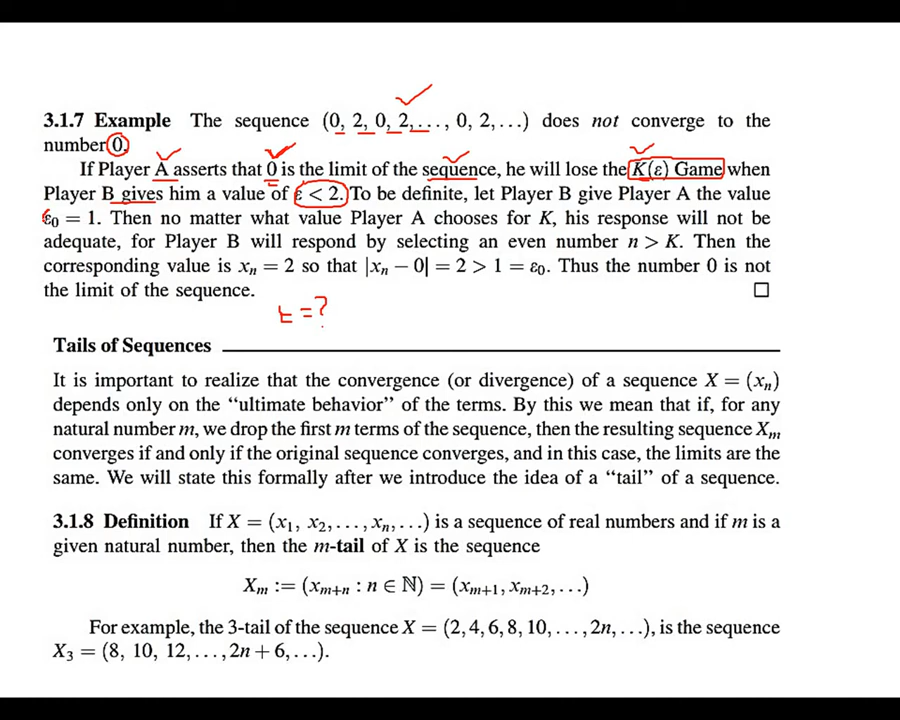 3.1.7 Example The sequence (0, 2, 0, 2, . . . , 0, 2, . . .) does not converge to the
number 0.
If Player A asserts that 0 is the limit of the sequence, he will lose the K(ε) Game when
Player B gives him a value of ε < 2. To be definite, let Player B give Player A the value
ε₀ = 1. Then no matter what value Player A chooses for K, his response will not be
adequate, for Player B will respond by selecting an even number n > K. Then the
corresponding value is xₙ = 2 so that |xₙ − 0| = 2 > 1 = ε₀. Thus the number 0 is not
the limit of the sequence. □
ε = ?
Tails of Sequences
It is important to realize that the convergence (or divergence) of a sequence X = (xₙ)
depends only on the “ultimate behavior” of the terms. By this we mean that if, for any
natural number m, we drop the first m terms of the sequence, then the resulting sequence Xₘ
converges if and only if the original sequence converges, and in this case, the limits are the
same. We will state this formally after we introduce the idea of a “tail” of a sequence.
3.1.8 Definition If X = (x₁, x₂, . . . , xₙ, . . .) is a sequence of real numbers and if m is a
given natural number, then the m-tail of X is the sequence
Xₘ := (xₘ₊ₙ : n ∈ ℕ) = (xₘ₊₁, xₘ₊₂, . . .)
For example, the 3-tail of the sequence X = (2, 4, 6, 8, 10, . . . , 2n, . . .), is the sequence
X₃ = (8, 10, 12, . . . , 2n + 6, . . .).